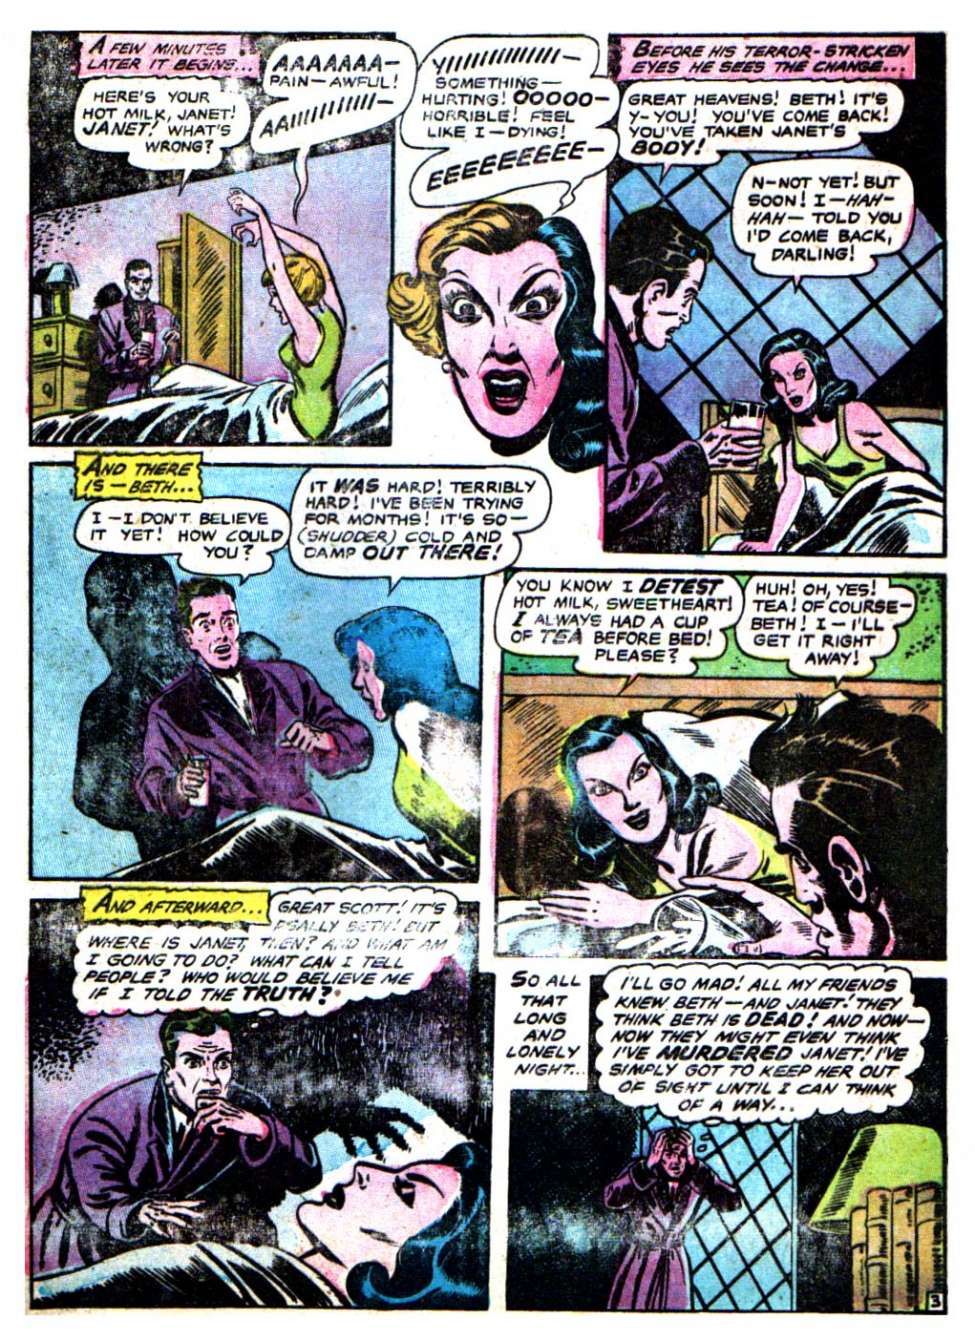 A FEW MINUTES
LATER IT BEGINS...
HERE'S YOUR
HOT MILK, JANET!
JANET! WHAT'S
WRONG?
AAAAAAA—
PAIN—AWFUL!
AAIIIIIIIII—
YIIIIIIIIIIIII—
SOMETHING—
HURTING! OOOOO—
HORRIBLE! FEEL
LIKE I—DYING!
EEEEEEEEEE—
BEFORE HIS TERROR-STRICKEN
EYES HE SEES THE CHANGE...
GREAT HEAVENS! BETH! IT'S
Y-YOU! YOU'VE COME BACK!
YOU'VE TAKEN JANET'S
BODY!
N-NOT YET! BUT
SOON! I—HAH-
HAH— TOLD YOU
I'D COME BACK,
DARLING!
AND THERE
IS—BETH...
I—I DON'T BELIEVE
IT YET! HOW COULD
YOU?
IT WAS HARD! TERRIBLY
HARD! I'VE BEEN TRYING
FOR MONTHS! IT'S SO—
(SHUDDER) COLD AND
DAMP OUT THERE!
YOU KNOW I DETEST
HOT MILK, SWEETHEART!
I ALWAYS HAD A CUP
OF TEA BEFORE BED!
PLEASE?
HUH! OH, YES!
TEA! OF COURSE—
BETH! I—I'LL
GET IT RIGHT
AWAY!
AND AFTERWARD...
GREAT SCOTT! IT'S
REALLY BETH! BUT
WHERE IS JANET, THEN? AND WHAT AM
I GOING TO DO? WHAT CAN I TELL
PEOPLE? WHO WOULD BELIEVE ME
IF I TOLD THE TRUTH?
SO ALL
THAT
LONG
AND
LONELY
NIGHT...
I'LL GO MAD! ALL MY FRIENDS
KNEW BETH—AND JANET! THEY
THINK BETH IS DEAD! AND NOW—
NOW THEY MIGHT EVEN THINK
I'VE MURDERED JANET! I'VE
SIMPLY GOT TO KEEP HER OUT
OF SIGHT UNTIL I CAN THINK
OF A WAY...
3